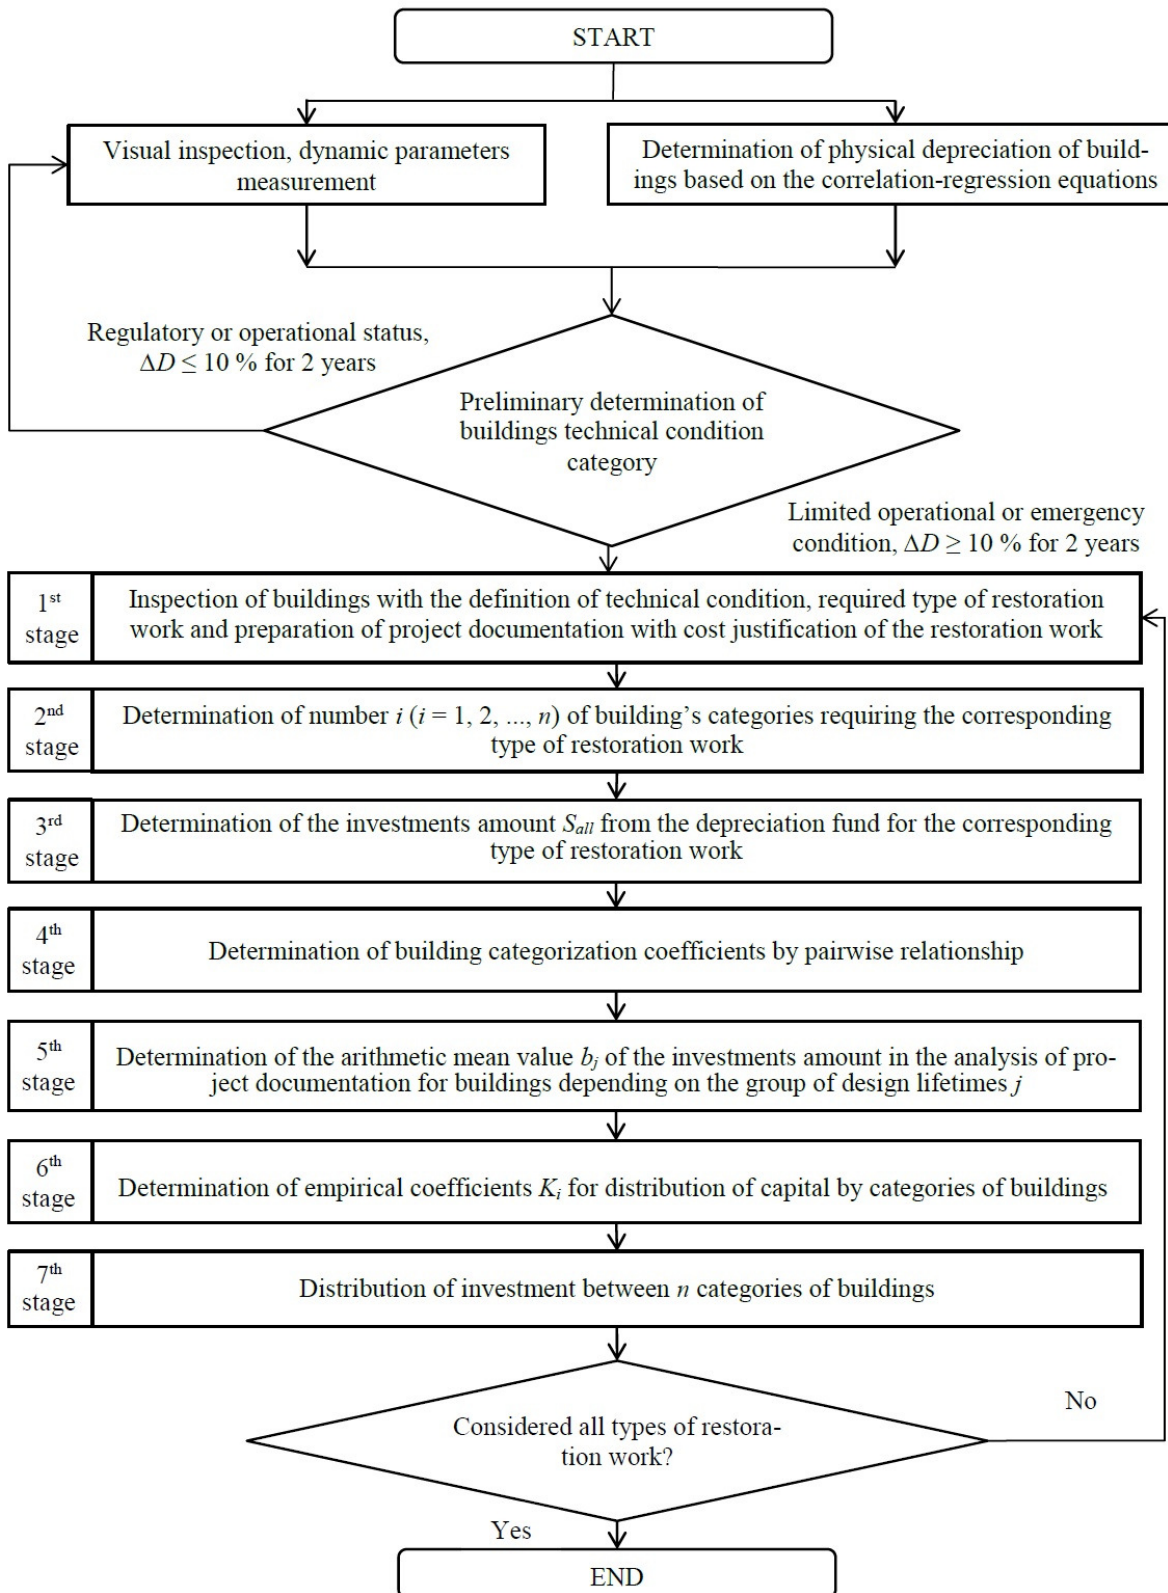 START
Visual inspection, dynamic parameters
measurement
Determination of physical depreciation of build-
ings based on the correlation-regression equations
Regulatory or operational status,
ΔD ≤ 10 % for 2 years
Preliminary determination of
buildings technical condition
category
Limited operational or emergency
condition, ΔD ≥ 10 % for 2 years
1st
stage
Inspection of buildings with the definition of technical condition, required type of restoration
work and preparation of project documentation with cost justification of the restoration work
2nd
stage
Determination of number i (i = 1, 2, ..., n) of building’s categories requiring the corresponding
type of restoration work
3rd
stage
Determination of the investments amount Sall from the depreciation fund for the corresponding
type of restoration work
4th
stage
Determination of building categorization coefficients by pairwise relationship
5th
stage
Determination of the arithmetic mean value bj of the investments amount in the analysis of pro-
ject documentation for buildings depending on the group of design lifetimes j
6th
stage
Determination of empirical coefficients Ki for distribution of capital by categories of buildings
7th
stage
Distribution of investment between n categories of buildings
Considered all types of restora-
tion work?
No
Yes
END